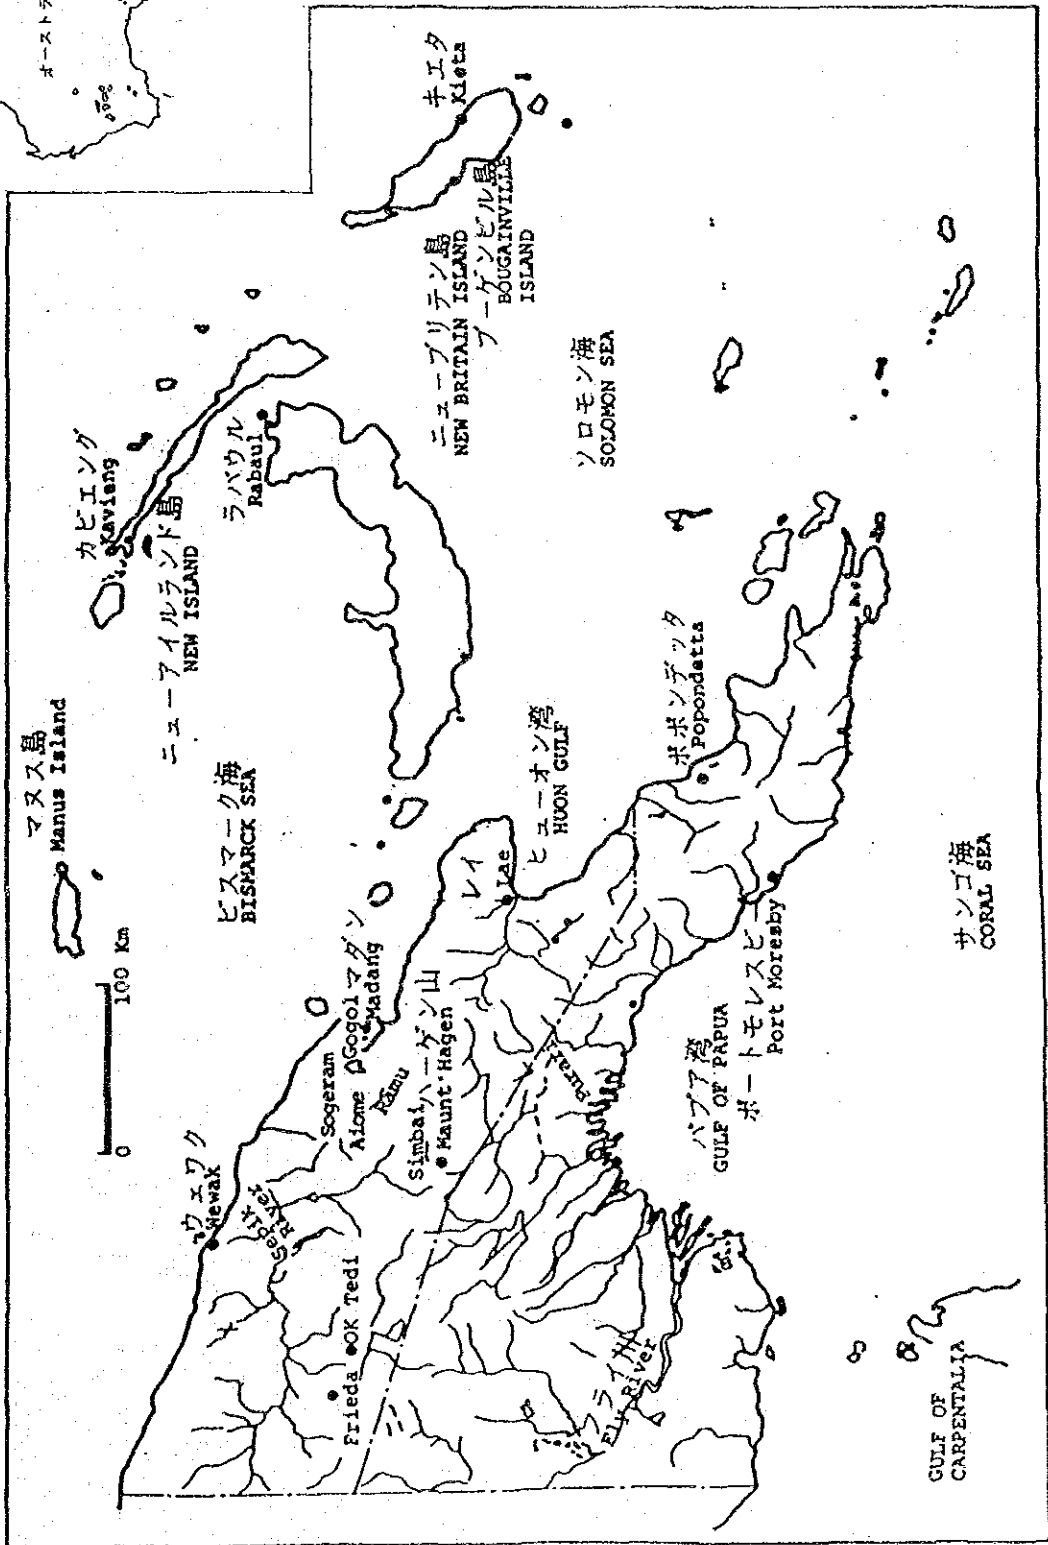 オーストラ
マヌス島
Manus Island
カビエング
Kaviang
ニューアイルランド島
NEW ISLAND
ラバウル
Rabaul
キエタ
Kieta
ニューブリテン島
NEW BRITAIN ISLAND
ブーゲンビル島
BOUGAINVILLE
ISLAND
ビスマーク海
BISMARCK SEA
ソロモン海
SOLOMON SEA
0
100 Km
ウェワク
Wewak
Sepik
River
Sogeram
Aiome
Gogol
マダン
Madang
Ramu
Simbai
ハーゲン山
Maunt Hagen
レイ
Lae
ヒューオン湾
HUON GULF
ポポンデッタ
Popondetta
Frieda
OK Tedi
Purari
フライ川
Fly River
パプア湾
GULF OF PAPUA
ポートモレスビー
Port Moresby
サンゴ海
CORAL SEA
GULF OF
CARPENTALIA